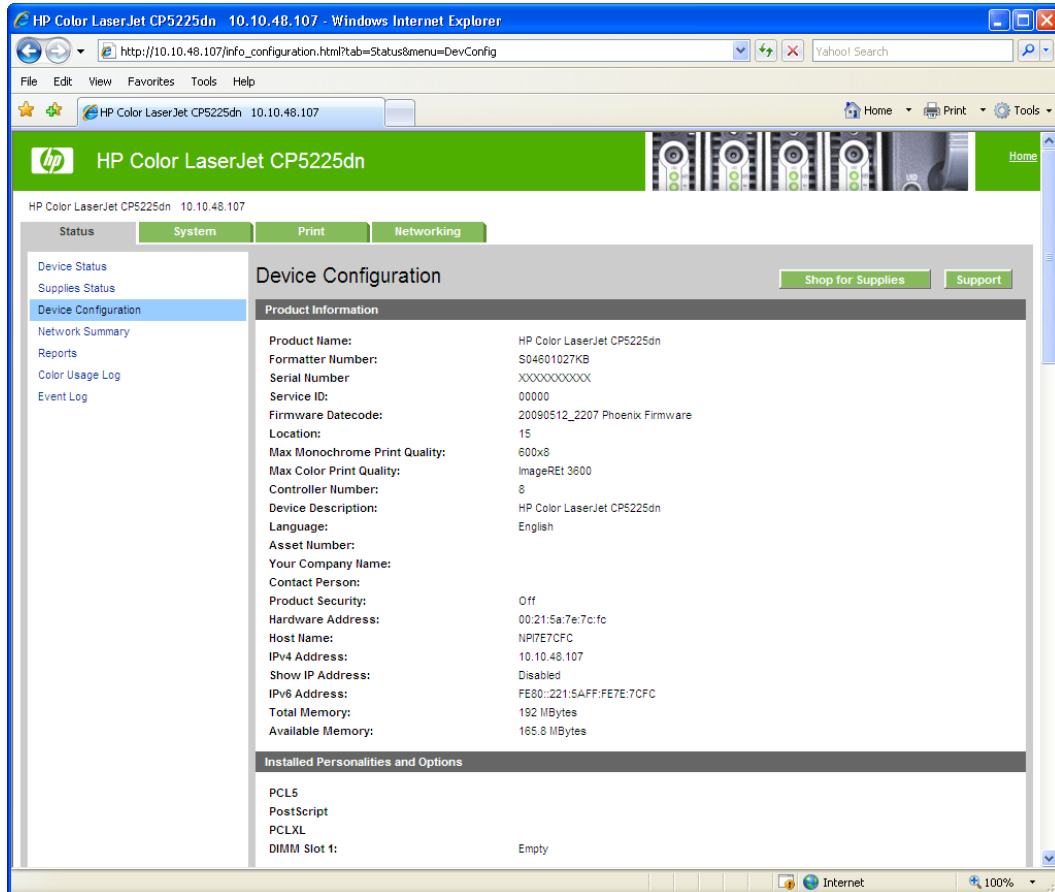 HP Color LaserJet CP5225dn   10.10.48.107 - Windows Internet Explorer
http://10.10.48.107/info_configuration.html?tab=Status&menu=DevConfig
Yahoo! Search
File Edit View Favorites Tools Help
HP Color LaserJet CP5225dn 10.10.48.107
Home Print Tools
hp HP Color LaserJet CP5225dn
Home
HP Color LaserJet CP5225dn 10.10.48.107
Status System Print Networking
Device Status
Supplies Status
Device Configuration
Network Summary
Reports
Color Usage Log
Event Log
Device Configuration
Shop for Supplies Support
Product Information
Product Name: HP Color LaserJet CP5225dn
Formatter Number: S04601027KB
Serial Number XXXXXXXXXX
Service ID: 00000
Firmware Datecode: 20090512_2207 Phoenix Firmware
Location: 15
Max Monochrome Print Quality: 600x8
Max Color Print Quality: ImageREt 3600
Controller Number: 8
Device Description: HP Color LaserJet CP5225dn
Language: English
Asset Number:
Your Company Name:
Contact Person:
Product Security: Off
Hardware Address: 00:21:5a:7e:7c:fc
Host Name: NPI7E7CFC
IPv4 Address: 10.10.48.107
Show IP Address: Disabled
IPv6 Address: FE80::221:5AFF:FE7E:7CFC
Total Memory: 192 MBytes
Available Memory: 165.8 MBytes
Installed Personalities and Options
PCL5
PostScript
PCLXL
DIMM Slot 1: Empty
Internet 100%